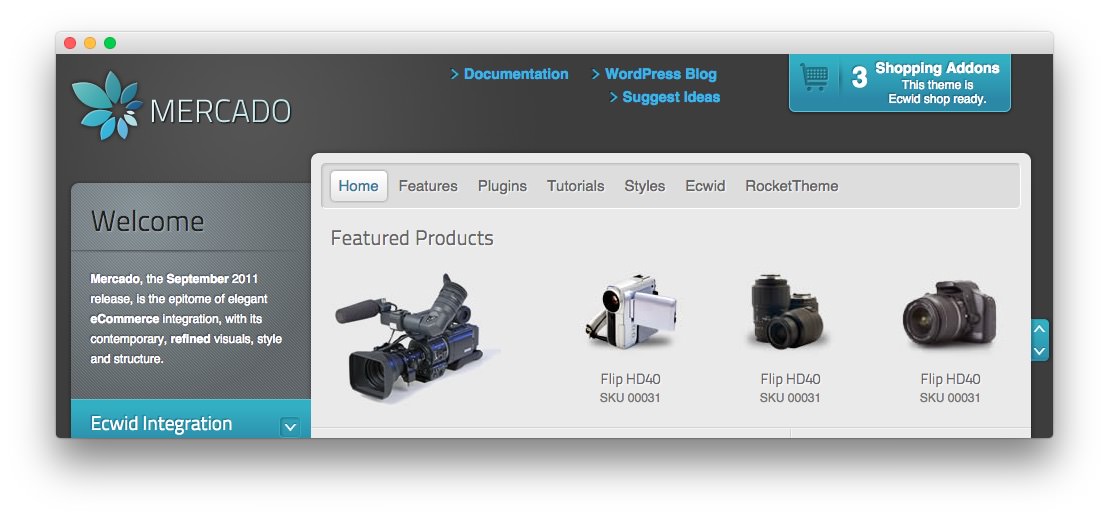 MERCADO
Documentation
WordPress Blog
Suggest Ideas
3
Shopping Addons
This theme is
Ecwid shop ready.
Home
Features
Plugins
Tutorials
Styles
Ecwid
RocketTheme
Welcome
Mercado, the September 2011
release, is the epitome of elegant
eCommerce integration, with its
contemporary, refined visuals, style
and structure.
Ecwid Integration
Featured Products
Flip HD40
SKU 00031
Flip HD40
SKU 00031
Flip HD40
SKU 00031